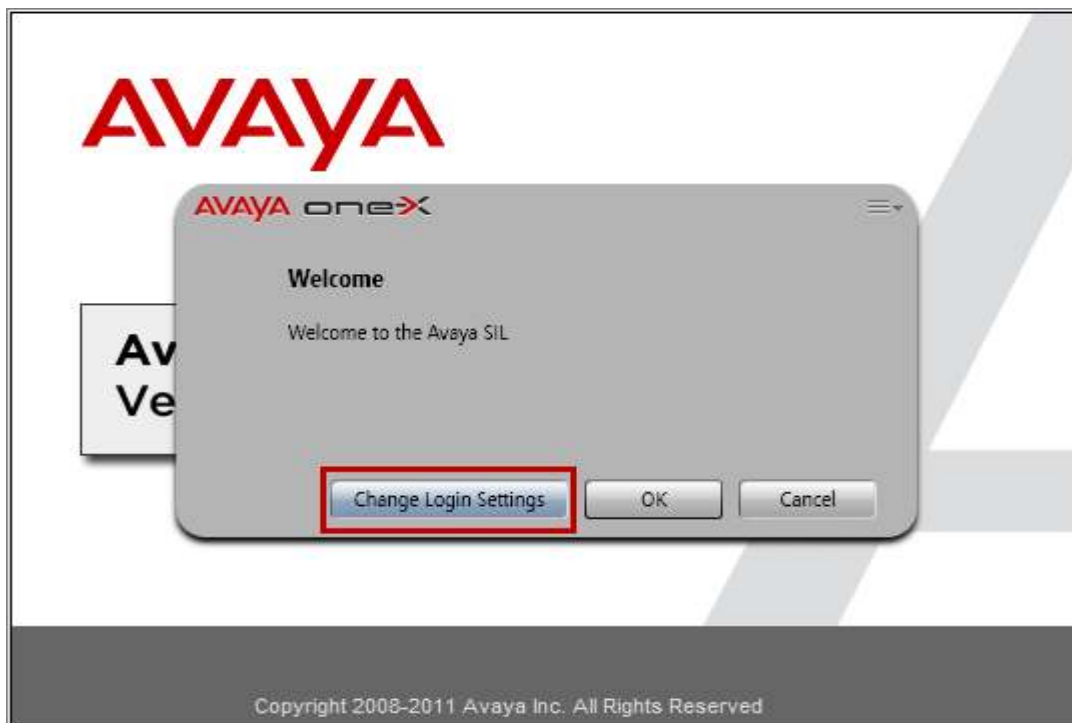 AVAYA
AVAYA one-X
Welcome
Welcome to the Avaya SIL
Av
Ve
Change Login Settings
OK
Cancel
Copyright 2008-2011 Avaya Inc. All Rights Reserved